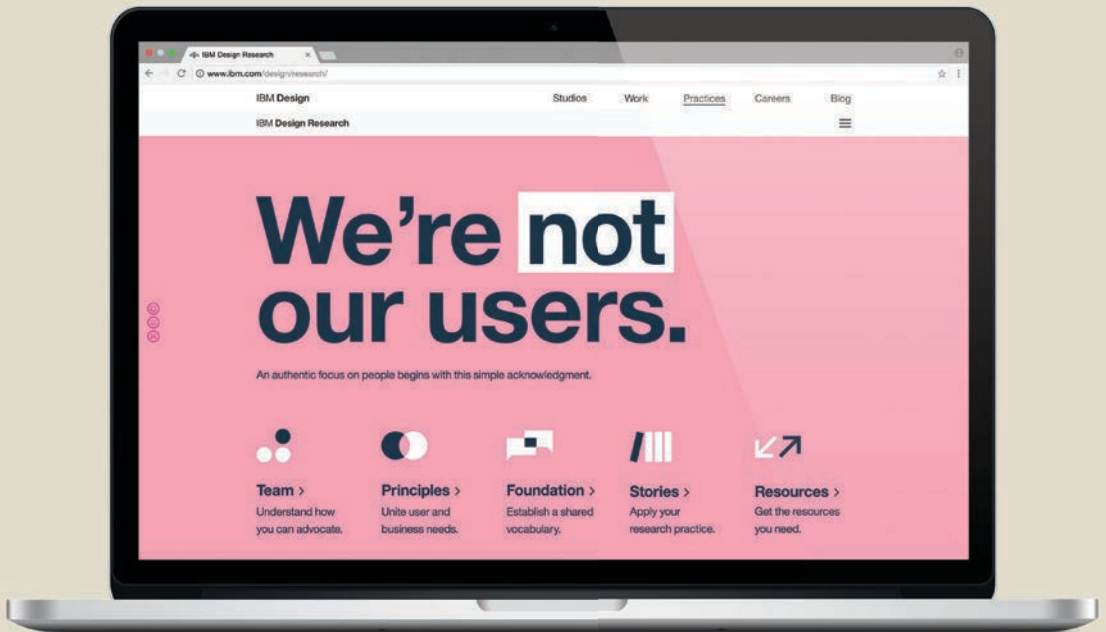 IBM Design Research
www.ibm.com/design/research/
IBM Design
Studios
Work
Practices
Careers
Blog
IBM Design Research
We're not
our users.
An authentic focus on people begins with this simple acknowledgment.
Team >
Understand how
you can advocate.
Principles >
Unite user and
business needs.
Foundation >
Establish a shared
vocabulary.
Stories >
Apply your
research practice.
Resources >
Get the resources
you need.